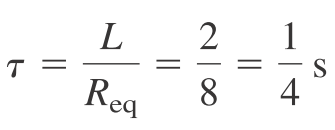 τ = L / R_eq = 2 / 8 = 1 / 4 s